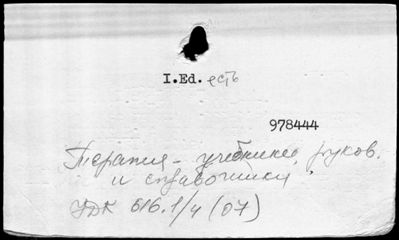 I.Ed. есть
978444
Терапия - учебники, руков.
и справочники
УДК 616.1/4 (07)